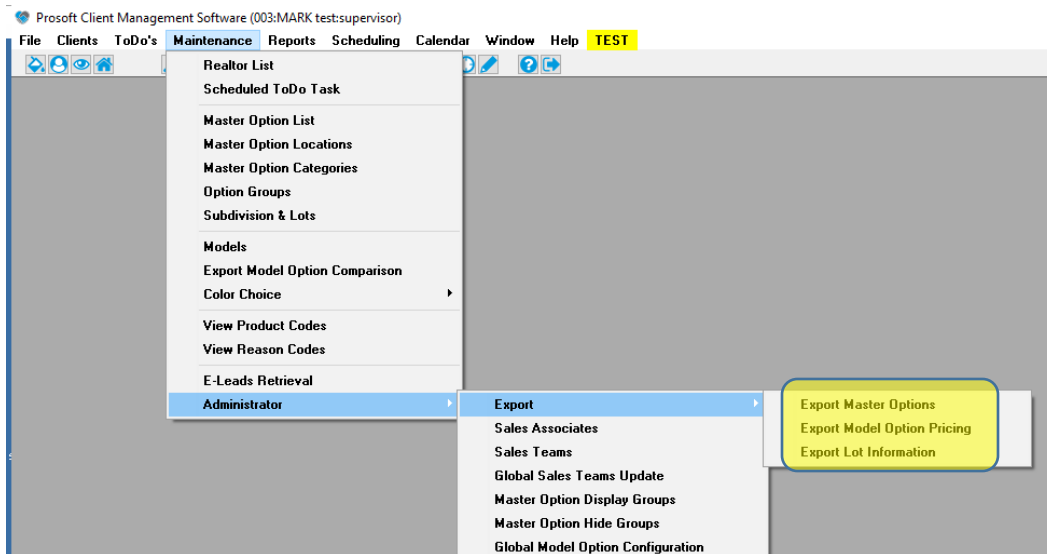 Prosoft Client Management Software (003:MARK test:supervisor)
File Clients ToDo's Maintenance Reports Scheduling Calendar Window Help TEST
Realtor List
Scheduled ToDo Task
Master Option List
Master Option Locations
Master Option Categories
Option Groups
Subdivision & Lots
Models
Export Model Option Comparison
Color Choice
View Product Codes
View Reason Codes
E-Leads Retrieval
Administrator
Export
Sales Associates
Sales Teams
Global Sales Teams Update
Master Option Display Groups
Master Option Hide Groups
Global Model Option Configuration
Export Master Options
Export Model Option Pricing
Export Lot Information